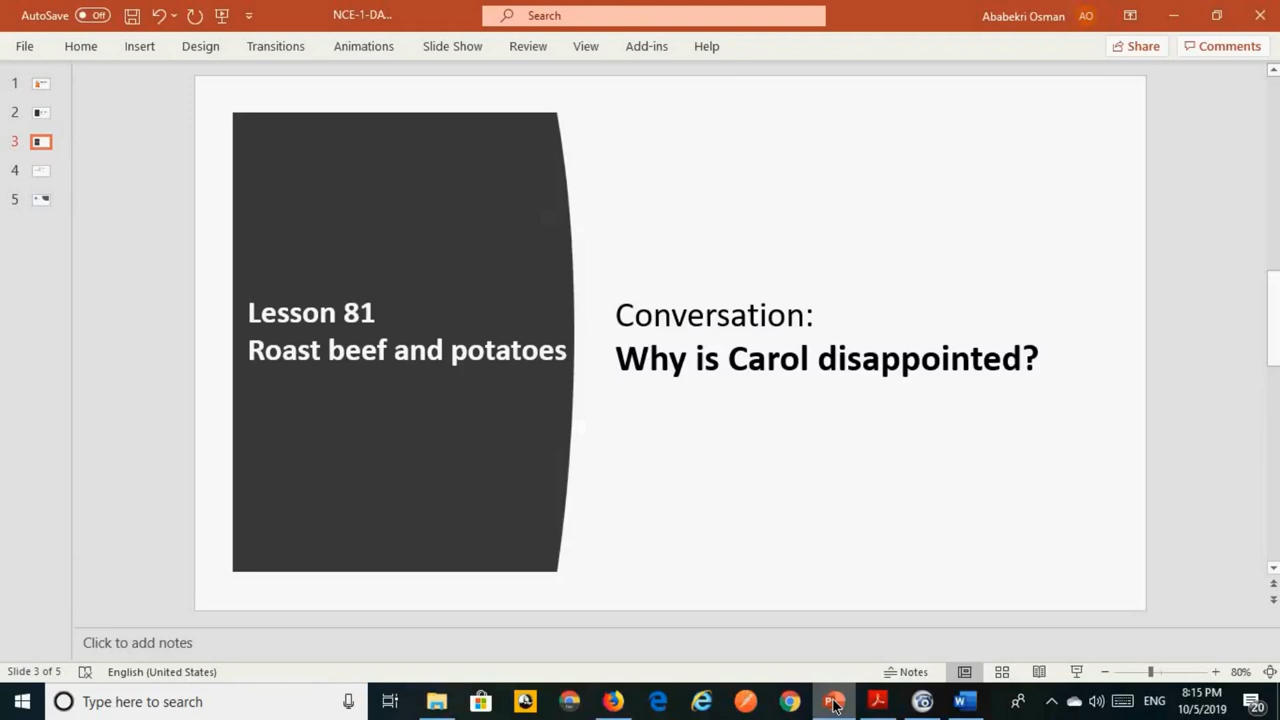 AutoSave Off NCE-1-DA... Search Ababekri Osman AO
File Home Insert Design Transitions Animations Slide Show Review View Add-ins Help Share Comments
1
2
3
4
5
Lesson 81
Roast beef and potatoes
Conversation:
Why is Carol disappointed?
Click to add notes
Slide 3 of 5 English (United States) Notes 80%
Type here to search ENG 8:15 PM
10/5/2019 20